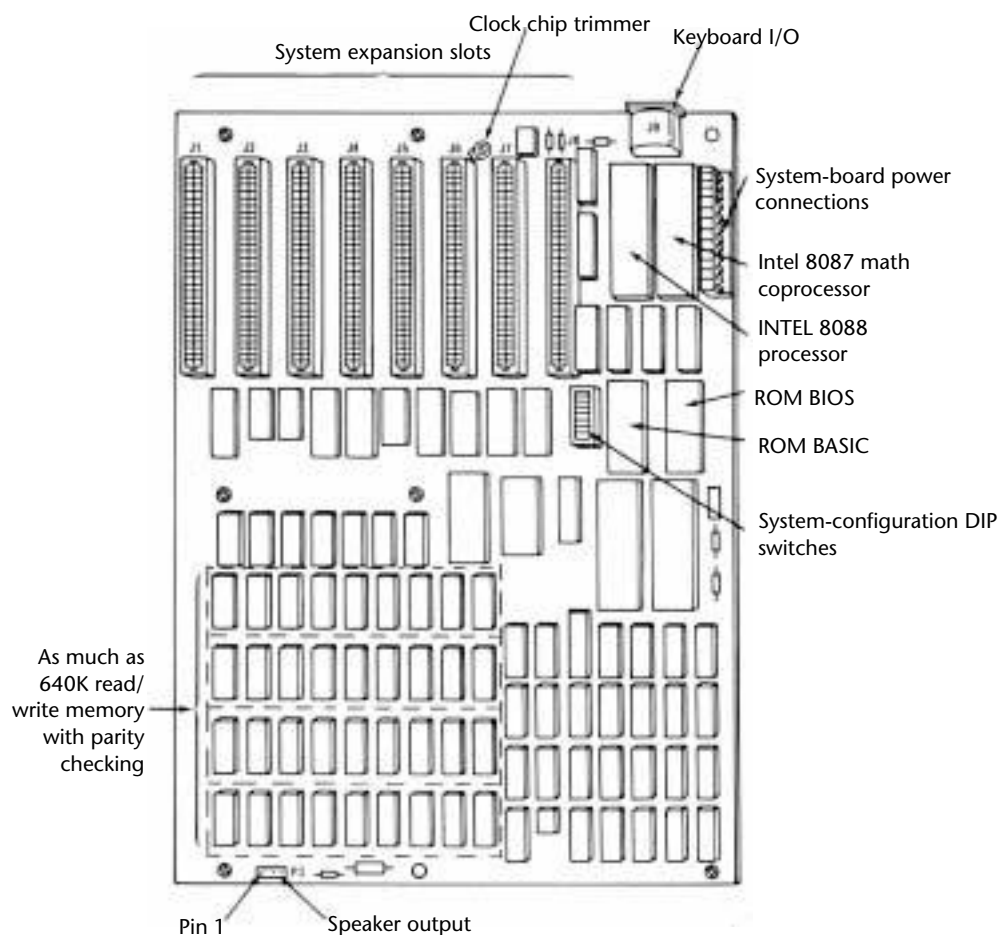 Clock chip trimmer
Keyboard I/O
System expansion slots
J1
J2
J3
J4
J5
J6
J7
J8
J9
System-board power
connections
Intel 8087 math
coprocessor
INTEL 8088
processor
ROM BIOS
ROM BASIC
System-configuration DIP
switches
As much as
640K read/
write memory
with parity
checking
Pin 1
Speaker output